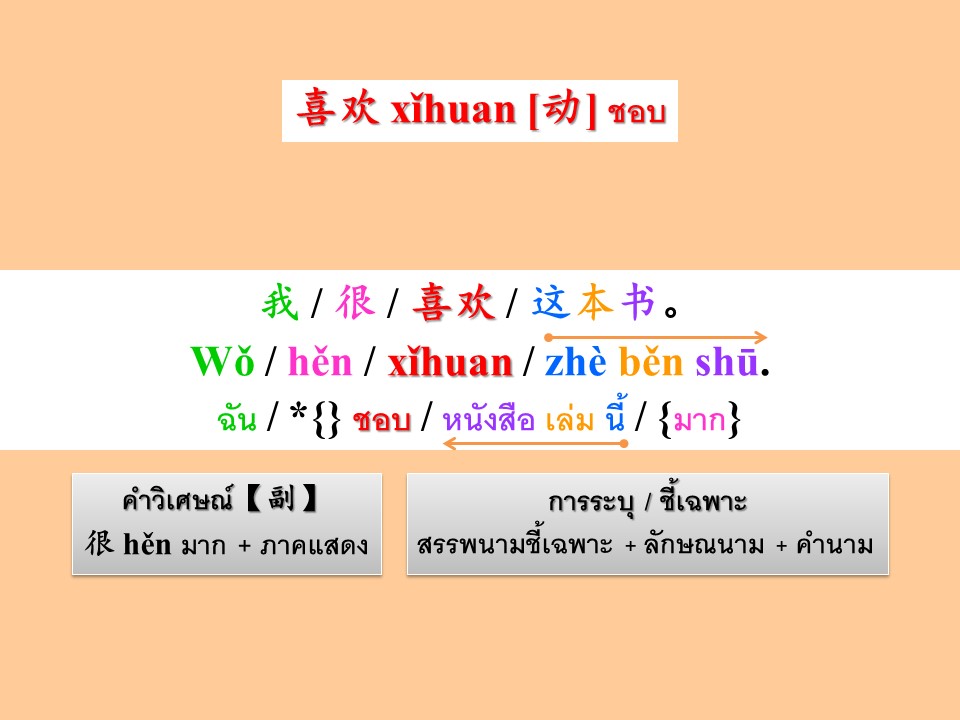 喜欢 xǐhuan [动] ชอบ
我 / 很 / 喜欢 / 这本书。
Wǒ / hěn / xǐhuan / zhè běn shū.
ฉัน / *{} ชอบ / หนังสือ เล่ม นี้ / {มาก}
คำวิเศษณ์【 副 】
很 hěn มาก + ภาคแสดง
การระบุ / ชี้เฉพาะ
สรรพนามชี้เฉพาะ + ลักษณนาม + คำนาม